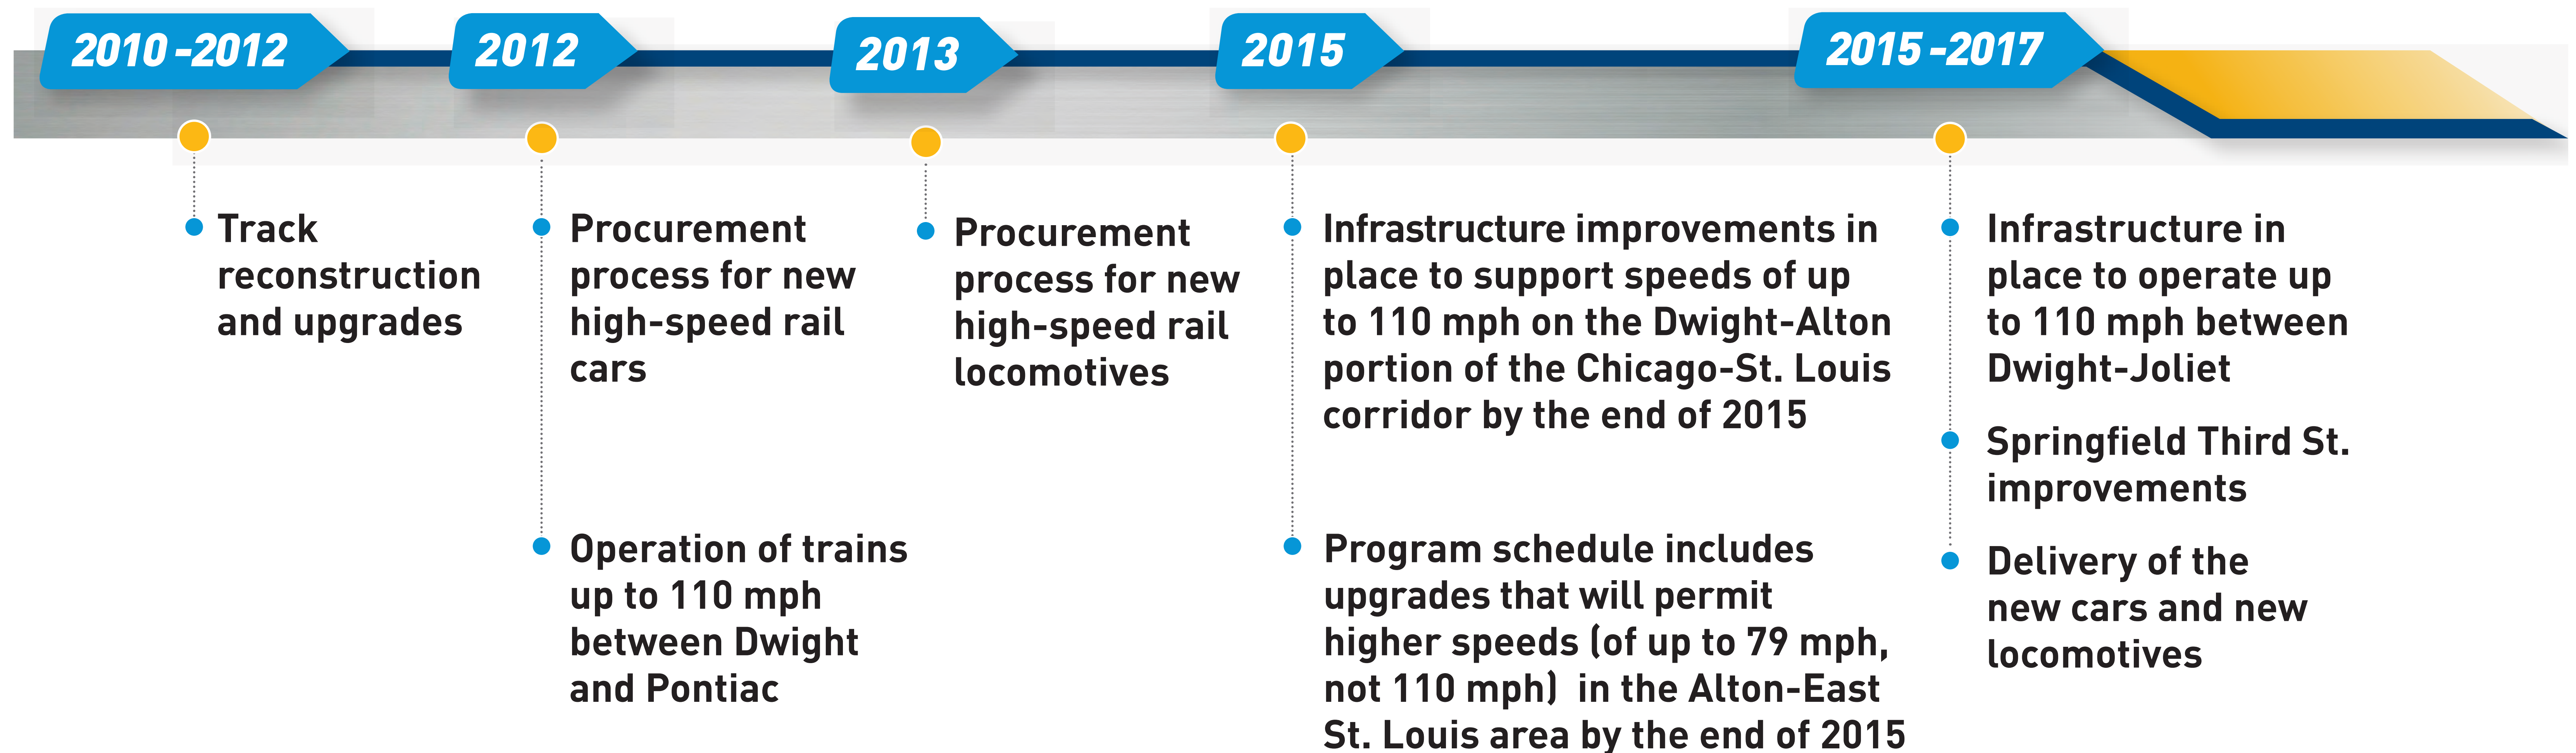 2010-2012
Track
reconstruction
and upgrades
2012
Procurement
process for new
high-speed rail
cars
Operation of trains
up to 110 mph
between Dwight
and Pontiac
2013
Procurement
process for new
high-speed rail
locomotives
2015
Infrastructure improvements in
place to support speeds of up
to 110 mph on the Dwight-Alton
portion of the Chicago-St. Louis
corridor by the end of 2015
Program schedule includes
upgrades that will permit
higher speeds (of up to 79 mph,
not 110 mph) in the Alton-East
St. Louis area by the end of 2015
2015-2017
Infrastructure in
place to operate up
to 110 mph between
Dwight-Joliet
Springfield Third St.
improvements
Delivery of the
new cars and new
locomotives